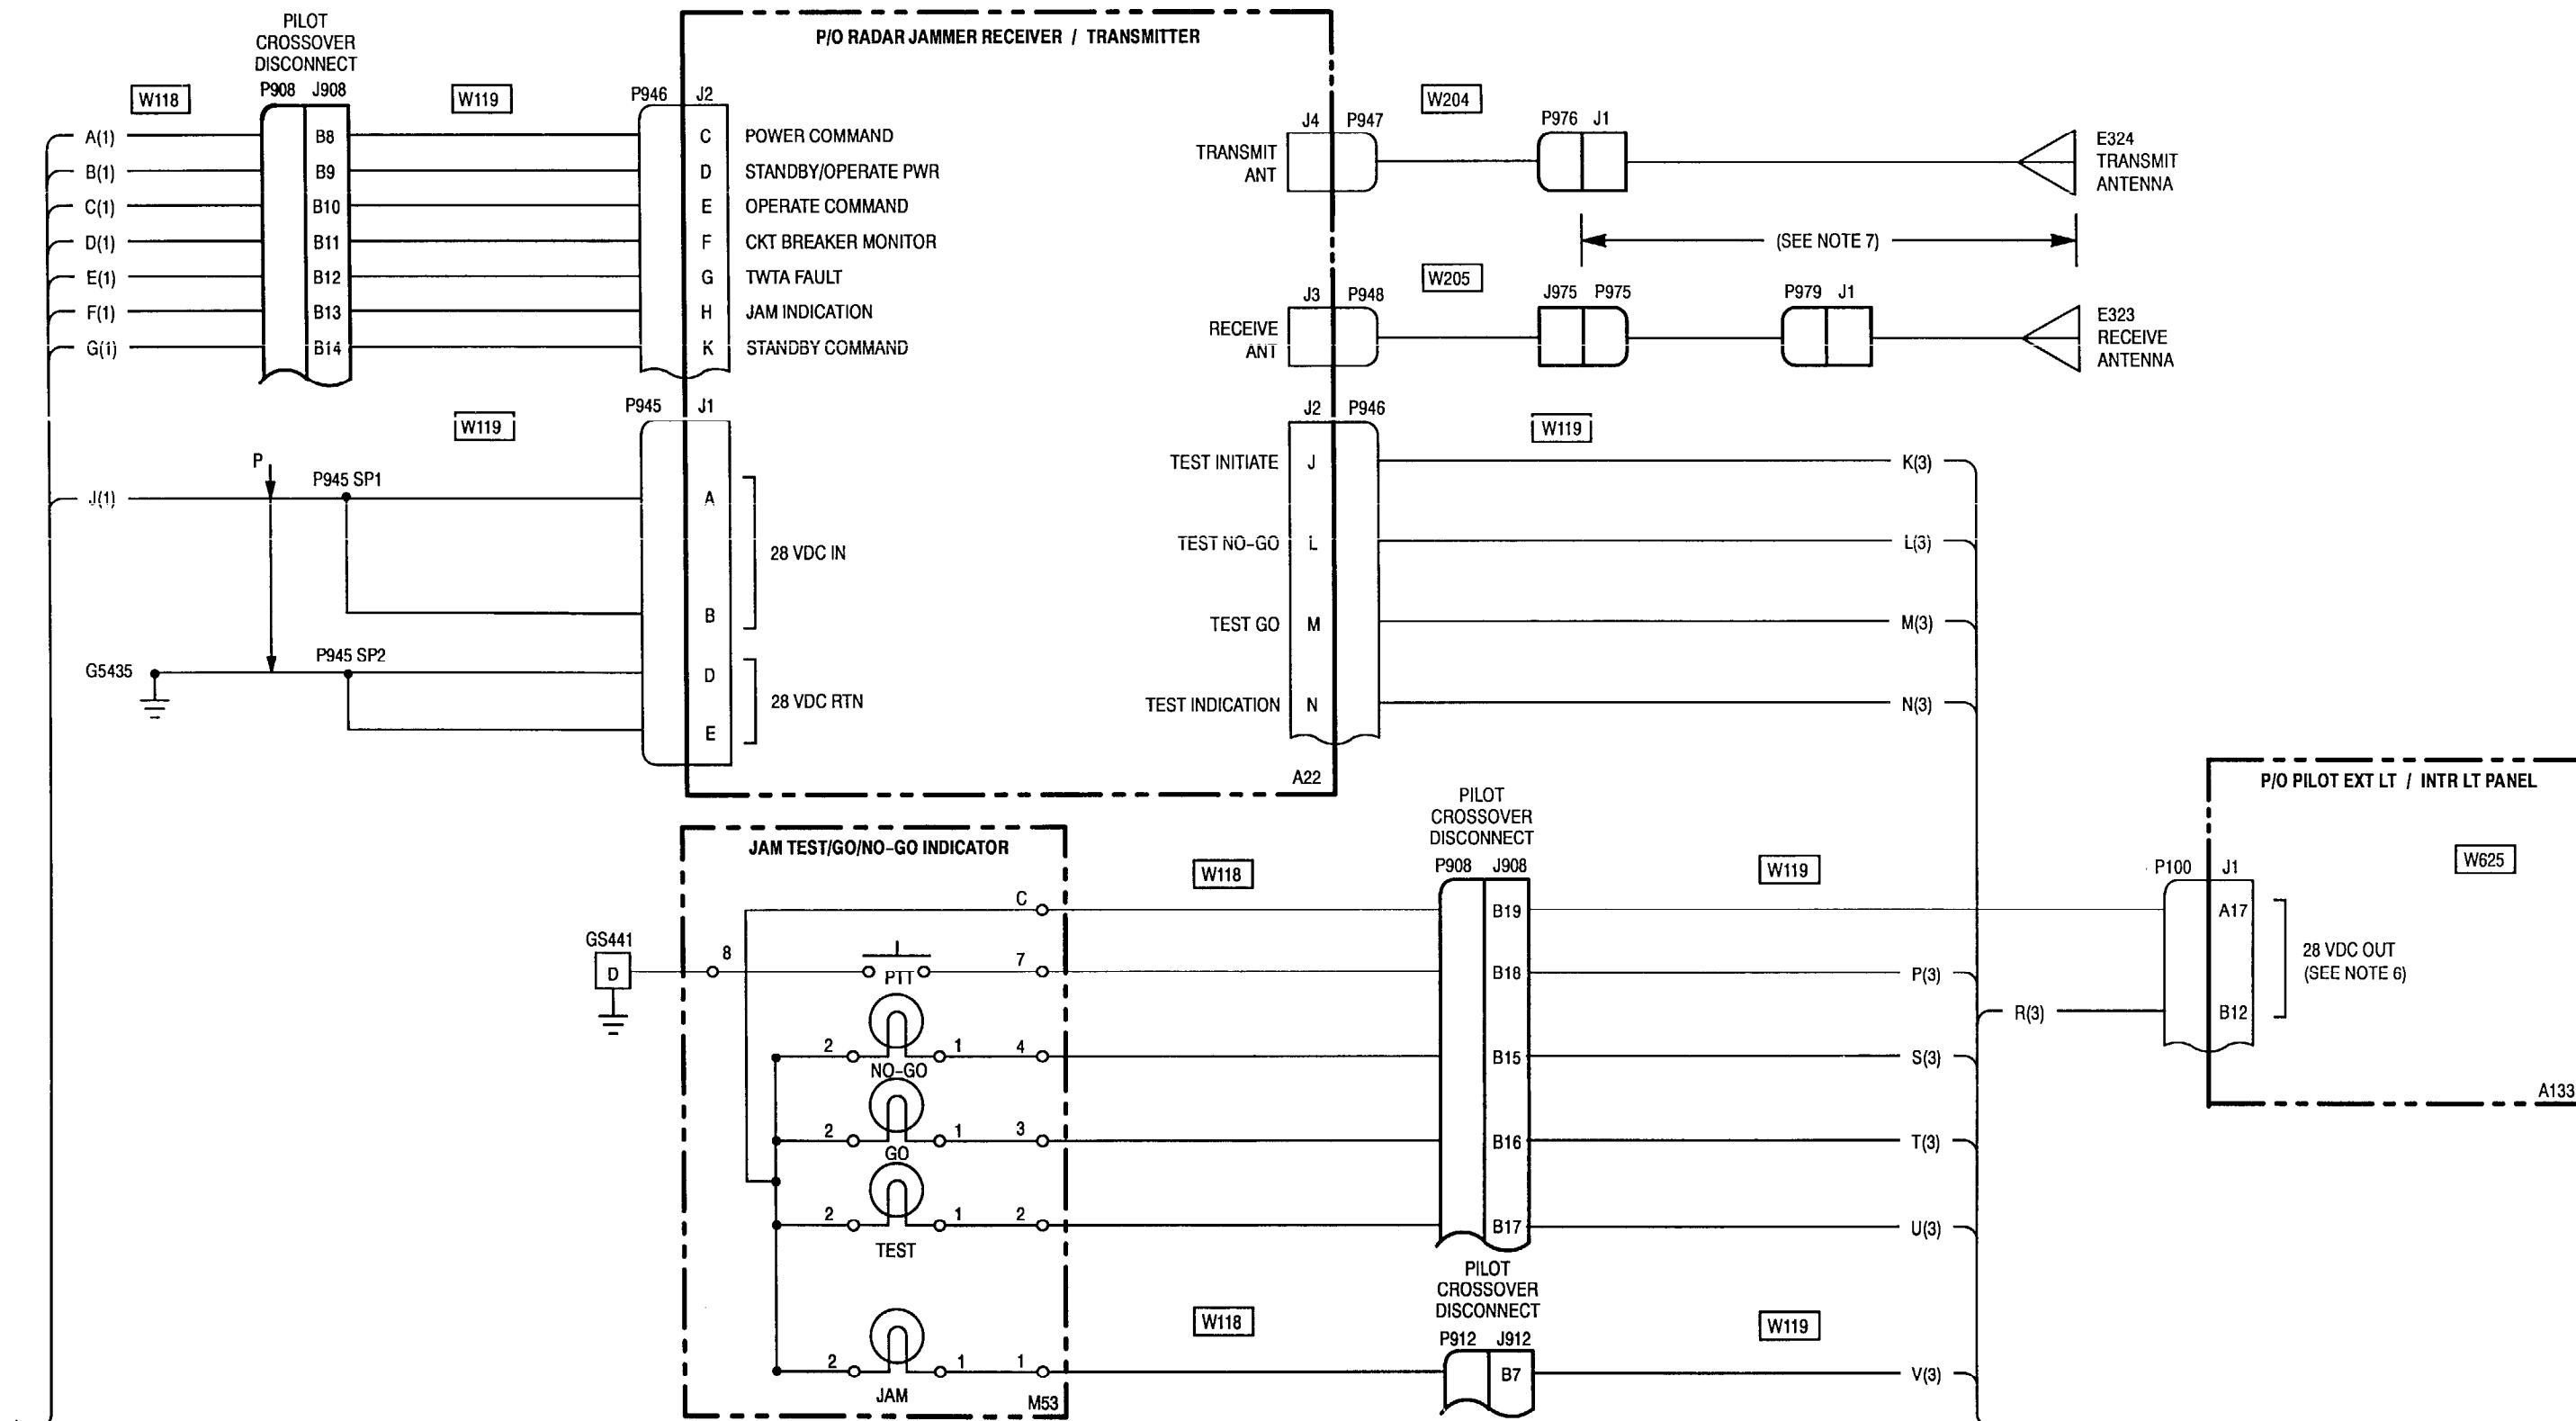 PILOT
CROSSOVER
DISCONNECT
P908 J908
W118
W119
P946 J2
P/O RADAR JAMMER RECEIVER / TRANSMITTER
A(1) B8 C POWER COMMAND
B(1) B9 D STANDBY/OPERATE PWR
C(1) B10 E OPERATE COMMAND
D(1) B11 F CKT BREAKER MONITOR
E(1) B12 G TWTA FAULT
F(1) B13 H JAM INDICATION
G(1) B14 K STANDBY COMMAND
W204
J4 P947
P976 J1
TRANSMIT
ANT
E324
TRANSMIT
ANTENNA
(SEE NOTE 7)
W205
J3 P948
J975 P975
P979 J1
RECEIVE
ANT
E323
RECEIVE
ANTENNA
P945 J1
W119
P
P945 SP1
J(1)
A
28 VDC IN
B
P945 SP2
G5435
D
28 VDC RTN
E
J2 P946
W119
TEST INITIATE J K(3)
TEST NO-GO L L(3)
TEST GO M M(3)
TEST INDICATION N N(3)
A22
JAM TEST/GO/NO-GO INDICATOR
PILOT
CROSSOVER
DISCONNECT
P908 J908
W118
W119
C B19
GS441
D
8
PTT
7 B18 P(3)
2 1 4 B15 S(3)
NO-GO
2 1 3 B16 T(3)
GO
2 1 2 B17 U(3)
TEST
PILOT
CROSSOVER
DISCONNECT
W118
P912 J912
W119
2 1 1 B7 V(3)
JAM
M53
P/O PILOT EXT LT / INTR LT PANEL
W625
P100 J1
A17
28 VDC OUT
(SEE NOTE 6)
R(3) B12
A133